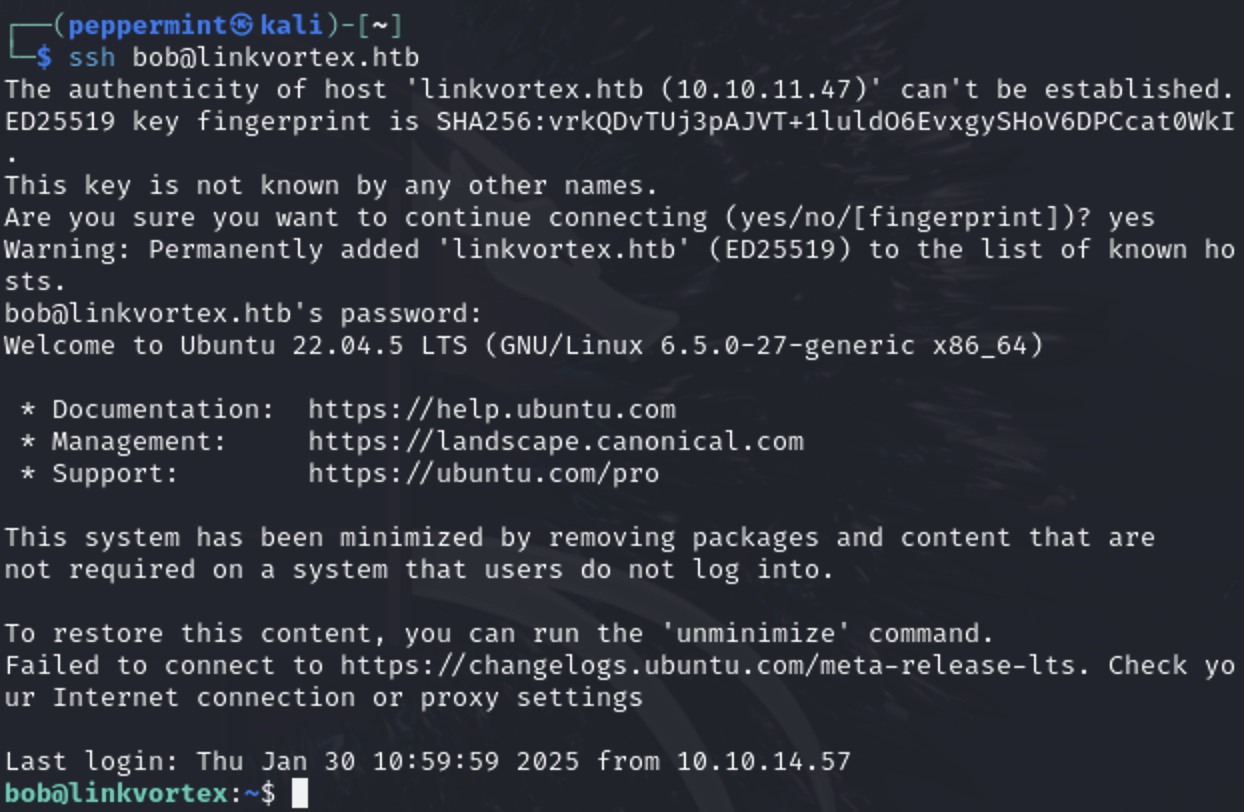 ┌──(peppermint㉿kali)-[~]
└─$ ssh bob@linkvortex.htb
The authenticity of host 'linkvortex.htb (10.10.11.47)' can't be established.
ED25519 key fingerprint is SHA256:vrkQDvTUj3pAJVT+1luldO6EvxgySHoV6DPCcat0WkI
.
This key is not known by any other names.
Are you sure you want to continue connecting (yes/no/[fingerprint])? yes
Warning: Permanently added 'linkvortex.htb' (ED25519) to the list of known ho
sts.
bob@linkvortex.htb's password:
Welcome to Ubuntu 22.04.5 LTS (GNU/Linux 6.5.0-27-generic x86_64)

 * Documentation:  https://help.ubuntu.com
 * Management:     https://landscape.canonical.com
 * Support:        https://ubuntu.com/pro

This system has been minimized by removing packages and content that are
not required on a system that users do not log into.

To restore this content, you can run the 'unminimize' command.
Failed to connect to https://changelogs.ubuntu.com/meta-release-lts. Check yo
ur Internet connection or proxy settings

Last login: Thu Jan 30 10:59:59 2025 from 10.10.14.57
bob@linkvortex:~$